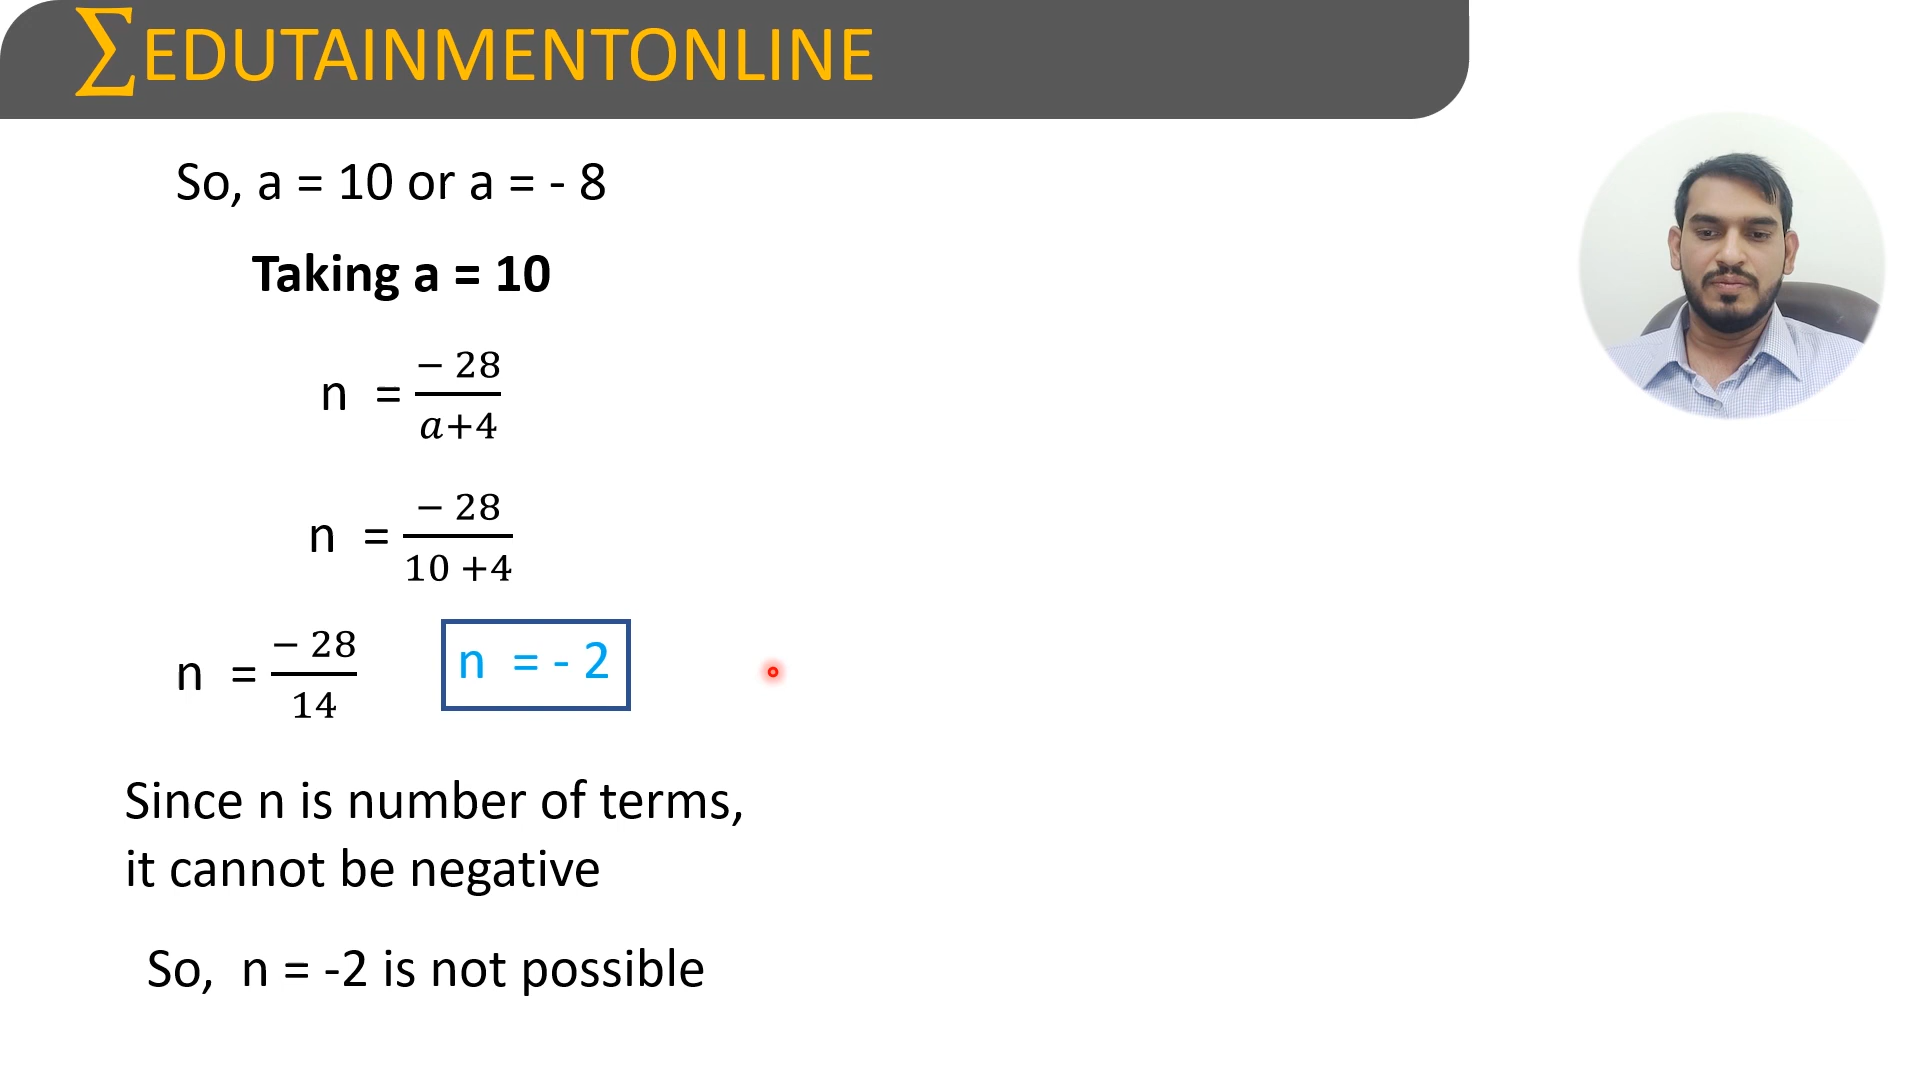 ∑EDUTAINMENTONLINE
So, a = 10 or a = - 8
Taking a = 10
n = − 28 / a+4
n = − 28 / 10 +4
n = − 28 / 14
n = - 2
Since n is number of terms,
it cannot be negative
So, n = -2 is not possible